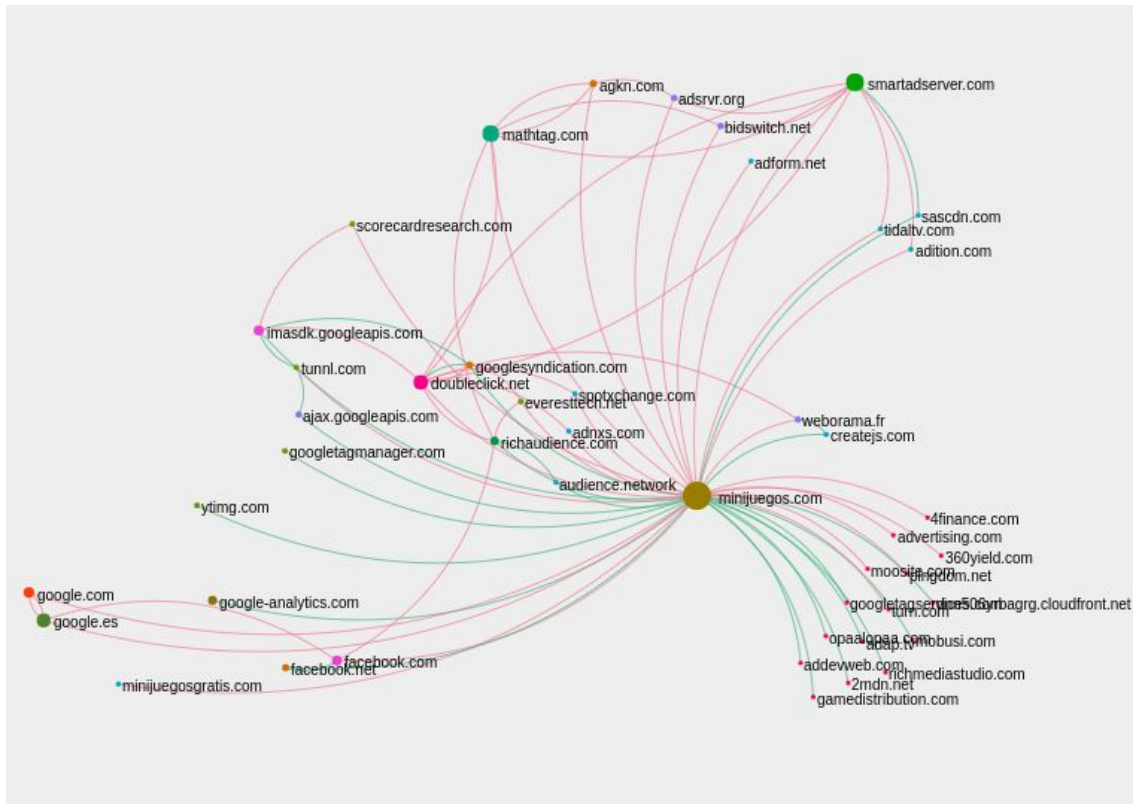 agkn.com
smartadserver.com
adsrvr.org
bidswitch.net
mathtag.com
adform.net
sascdn.com
scorecardresearch.com
tidaltv.com
adition.com
imasdk.googleapis.com
tunnl.com
googlesyndication.com
doubleclick.net
spotxchange.com
everesttech.net
ajax.googleapis.com
weborama.fr
adnxs.com
createjs.com
richaudience.com
googletagmanager.com
audience.network
minijuegos.com
ytimg.com
4finance.com
advertising.com
360yield.com
moosite.com
pingdom.net
google.com
google-analytics.com
googletagservices.com
turn.com
google.es
opaalopaa.com
adap.tv
mobusi.com
facebook.com
addevweb.com
facebook.net
richmediastudio.com
minijuegosgratis.com
2mdn.net
gamedistribution.com